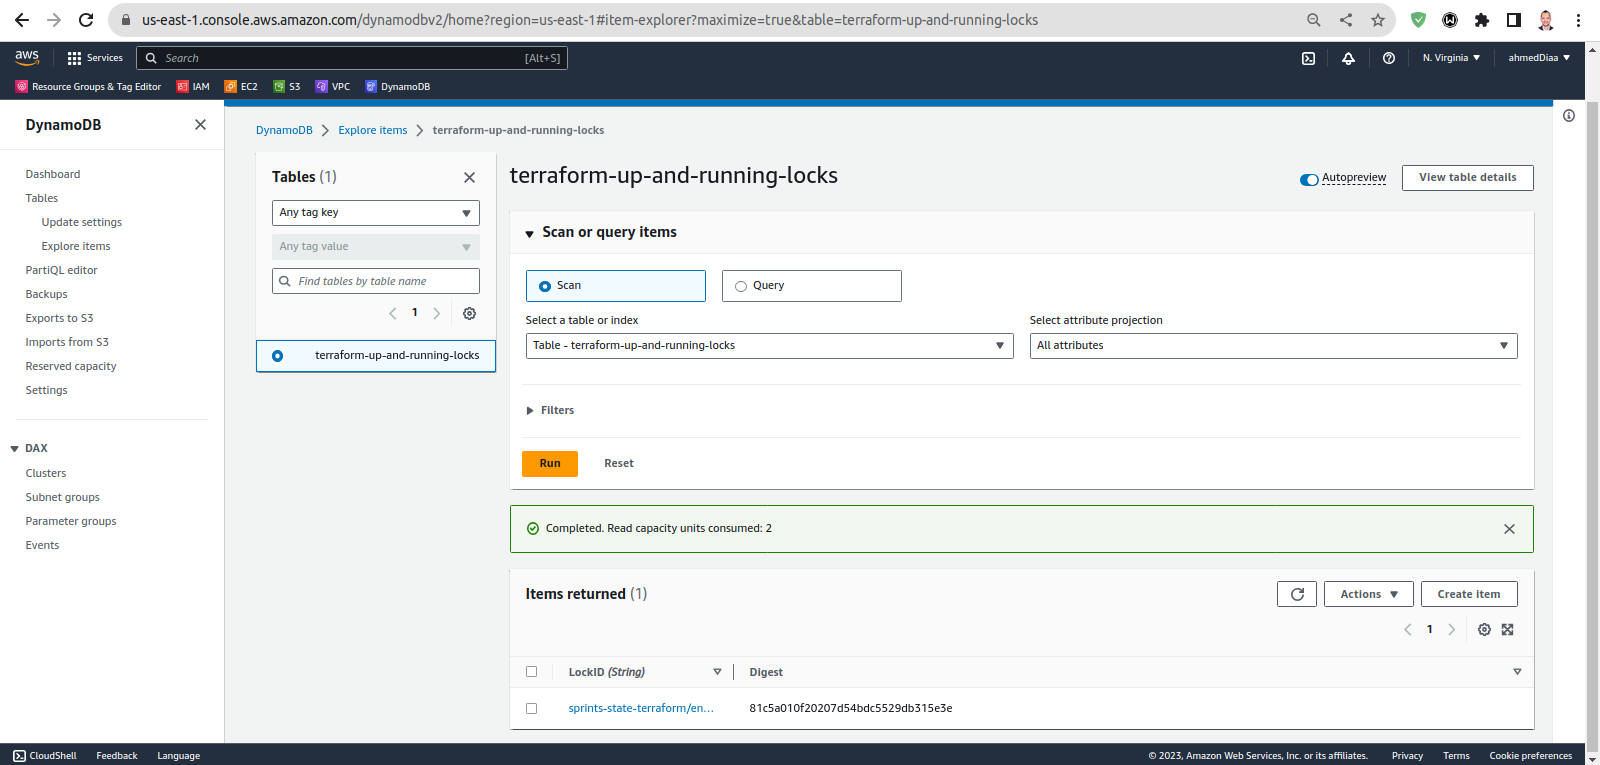 us-east-1.console.aws.amazon.com/dynamodbv2/home?region=us-east-1#item-explorer?maximize=true&table=terraform-up-and-running-locks
aws Services Search [Alt+S] N. Virginia ahmedDiaa
Resource Groups & Tag Editor IAM EC2 S3 VPC DynamoDB
DynamoDB
Dashboard
Tables
Update settings
Explore items
PartiQL editor
Backups
Exports to S3
Imports from S3
Reserved capacity
Settings
DAX
Clusters
Subnet groups
Parameter groups
Events
DynamoDB Explore items terraform-up-and-running-locks
Tables (1)
Any tag key
Any tag value
Find tables by table name
1
terraform-up-and-running-locks
terraform-up-and-running-locks
Autopreview View table details
Scan or query items
Scan Query
Select a table or index Select attribute projection
Table - terraform-up-and-running-locks All attributes
Filters
Run Reset
Completed. Read capacity units consumed: 2
Items returned (1) Actions Create item
1
LockID (String) Digest
sprints-state-terraform/en... 81c5a010f20207d54bdc5529db315e3e
CloudShell Feedback Language © 2023, Amazon Web Services, Inc. or its affiliates. Privacy Terms Cookie preferences